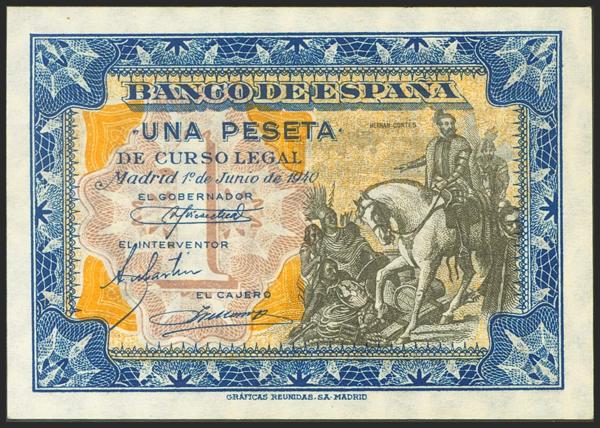 BANCO DE ESPAÑA
·UNA PESETA·
HERNAN CORTES
DE CURSO LEGAL
Madrid 1º de Junio de 1940
EL GOBERNADOR
EL INTERVENTOR
EL CAJERO
1
GRÁFICAS REUNIDAS, S.A.-MADRID